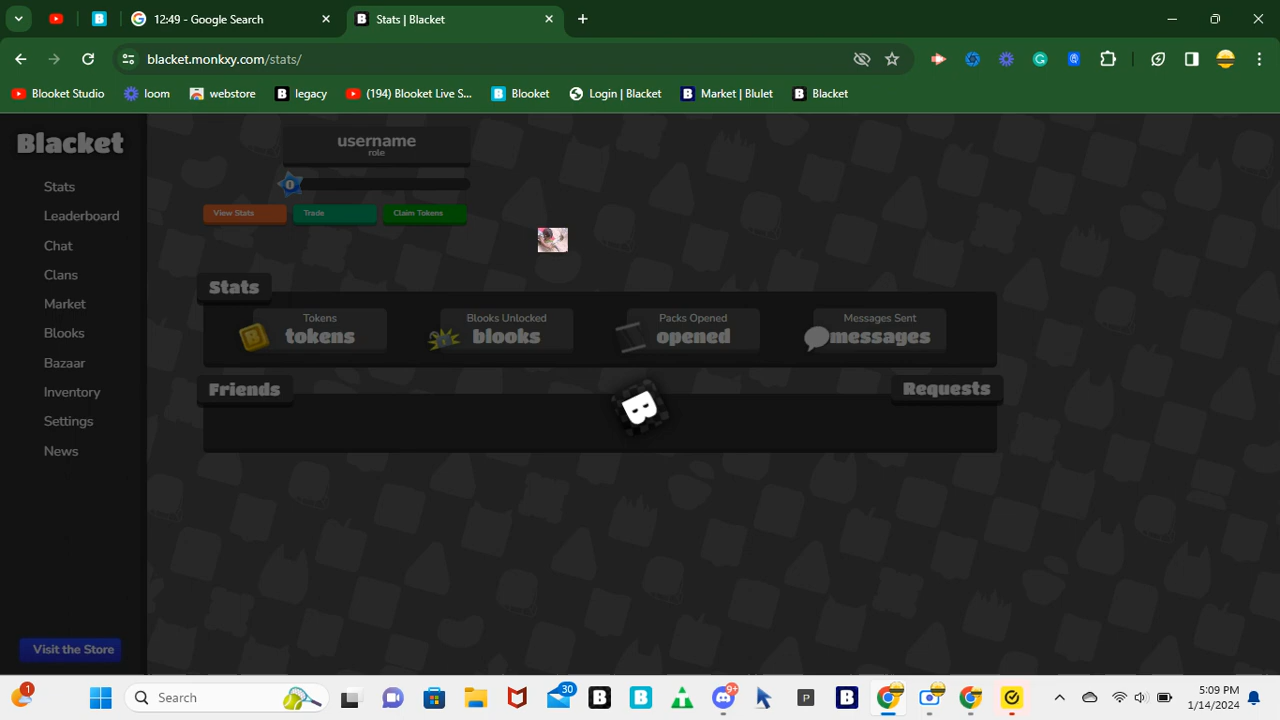 12:49 - Google Search
Stats | Blacket
blacket.monkxy.com/stats/
Blooket Studio
loom
webstore
legacy
(194) Blooket Live S...
Blooket
Login | Blacket
Market | Blulet
Blacket
Blacket
Stats
Leaderboard
Chat
Clans
Market
Blooks
Bazaar
Inventory
Settings
News
Visit the Store
username
role
0
View Stats
Trade
Claim Tokens
Stats
Tokens
tokens
Blooks Unlocked
blooks
Packs Opened
opened
Messages Sent
messages
Friends
Requests
1
Search
30
9+
5:09 PM
1/14/2024